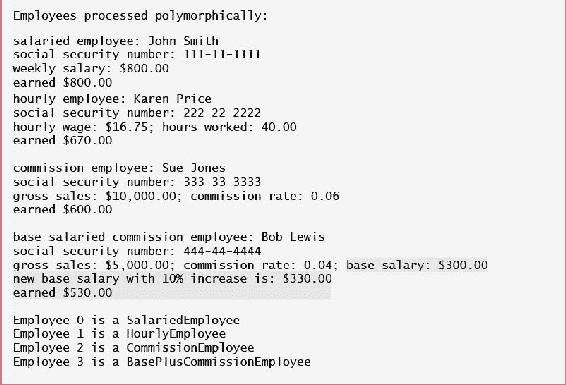 Employees processed polymorphically:
salaried employee: John Smith
social security number: 111-11-1111
weekly salary: $800.00
earned $800.00
hourly employee: Karen Price
social security number: 222 22 2222
hourly wage: $16.75; hours worked: 40.00
earned $670.00
commission employee: Sue Jones
social security number: 333 33 3333
gross sales: $10,000.00; commission rate: 0.06
earned $600.00
base salaried commission employee: Bob Lewis
social security number: 444-44-4444
gross sales: $5,000.00; commission rate: 0.04; base salary: $300.00
new base salary with 10% increase is: $330.00
earned $530.00
Employee 0 is a SalariedEmployee
Employee 1 is a HourlyEmployee
Employee 2 is a CommissionEmployee
Employee 3 is a BasePlusCommissionEmployee